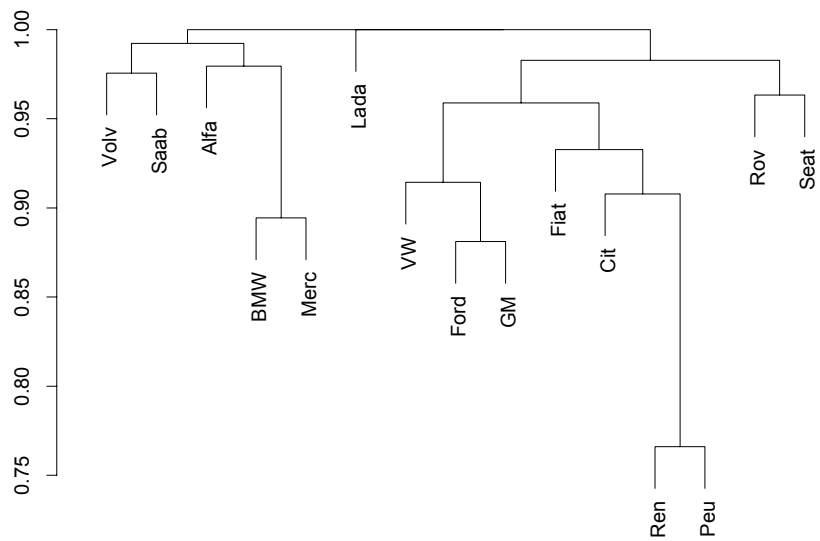 1.00
0.95
0.90
0.85
0.80
0.75
Volv
Saab
Alfa
BMW
Merc
Lada
VW
Ford
GM
Fiat
Cit
Ren
Peu
Rov
Seat